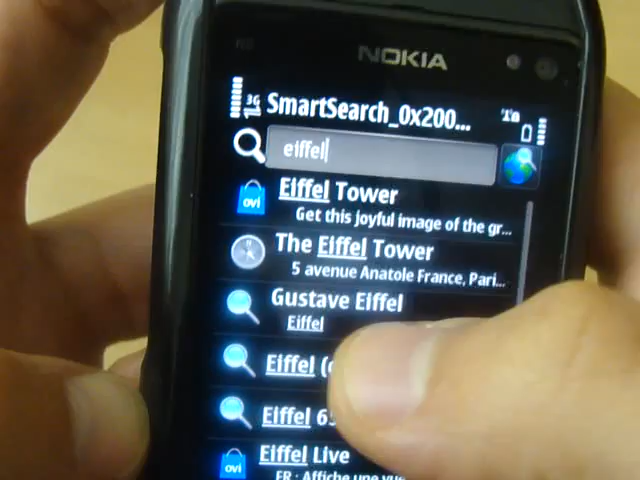 NOKIA
3G
SmartSearch_0x200...
eiffel
Eiffel Tower
ovi
Get this joyful image of the gr...
The Eiffel Tower
5 avenue Anatole France, Pari...
Gustave Eiffel
Eiffel
Eiffel
Eiffel
Eiffel Live
ovi
FR : Affiche une vue